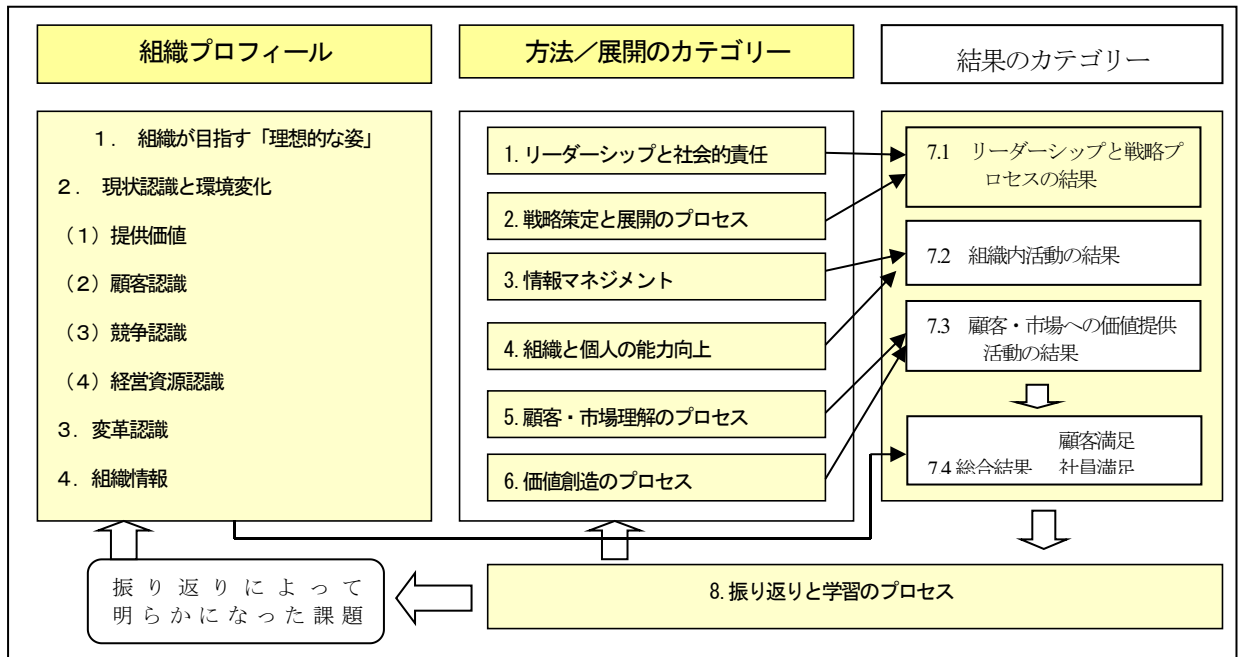 組織プロフィール
方法／展開のカテゴリー
結果のカテゴリー
１． 組織が目指す「理想的な姿」
２． 現状認識と環境変化
（１）提供価値
（２）顧客認識
（３）競争認識
（４）経営資源認識
３．変革認識
４．組織情報
1.リーダーシップと社会的責任
2.戦略策定と展開のプロセス
3.情報マネジメント
4.組織と個人の能力向上
5.顧客・市場理解のプロセス
6.価値創造のプロセス
7.1 リーダーシップと戦略プ
ロセスの結果
7.2 組織内活動の結果
7.3 顧客・市場への価値提供
活動の結果
顧客満足
7.4 総合結果 社員満足
振り返りによって
明らかになった課題
8.振り返りと学習のプロセス